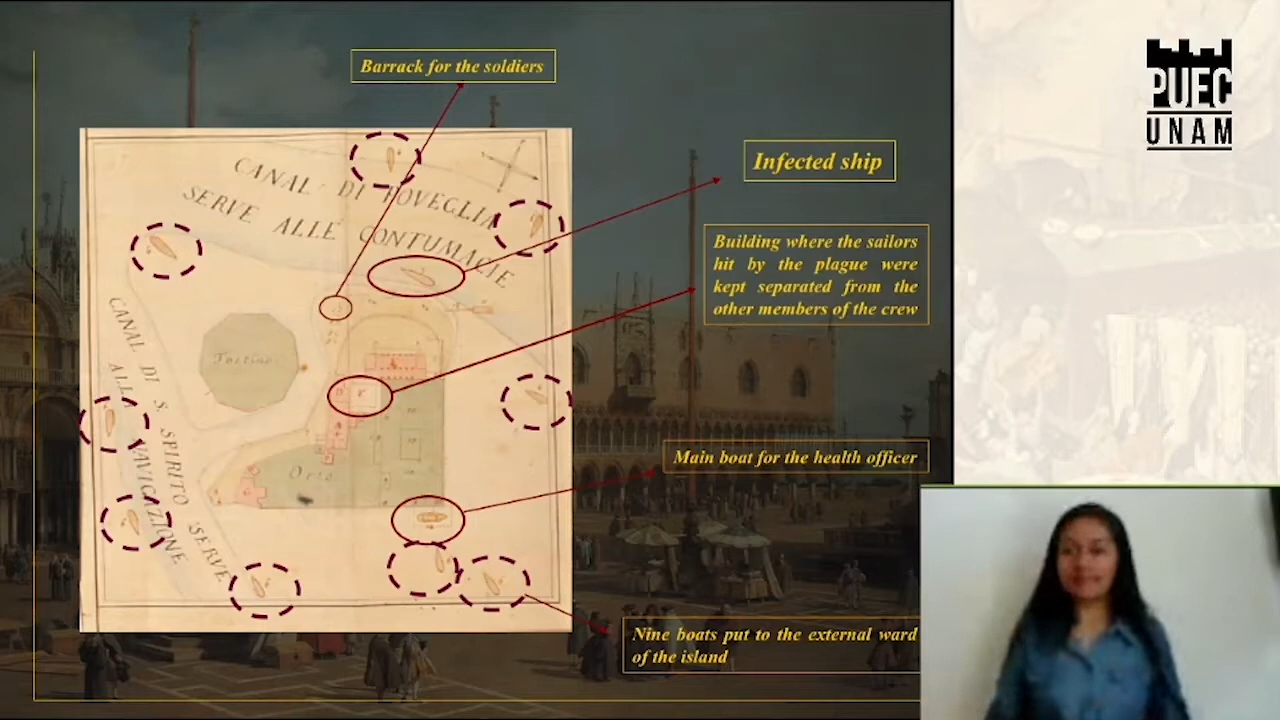 Barrack for the soldiers
Infected ship
Building where the sailors
hit by the plague were
kept separated from the
other members of the crew
Main boat for the health officer
Nine boats put to the external ward
of the island
CANAL DI POVEGLIA
SERVE ALLE CONTUMACIE
CANAL DI S. SPIRITO SERVE
ALLA NAVIGAZIONE
Orto
PUEC
UNAM